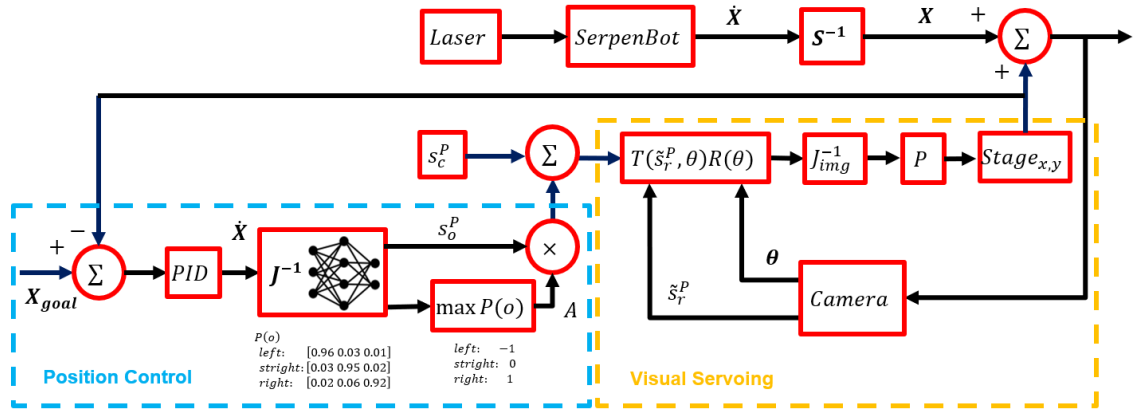 Ẋ
X
+
Laser
SerpenBot
S⁻¹
Σ
+
s_c^P
Σ
T(s̃_r^P, θ)R(θ)
J_img^{-1}
P
Stage_{x,y}
−
Ẋ
s_o^P
+
Σ
PID
J⁻¹
×
X_goal
θ
max P(o)
A
s̃_r^P
Camera
P(o)
left: [0.96 0.03 0.01]
stright: [0.03 0.95 0.02]
right: [0.02 0.06 0.92]
left: −1
stright: 0
right: 1
Position Control
Visual Servoing